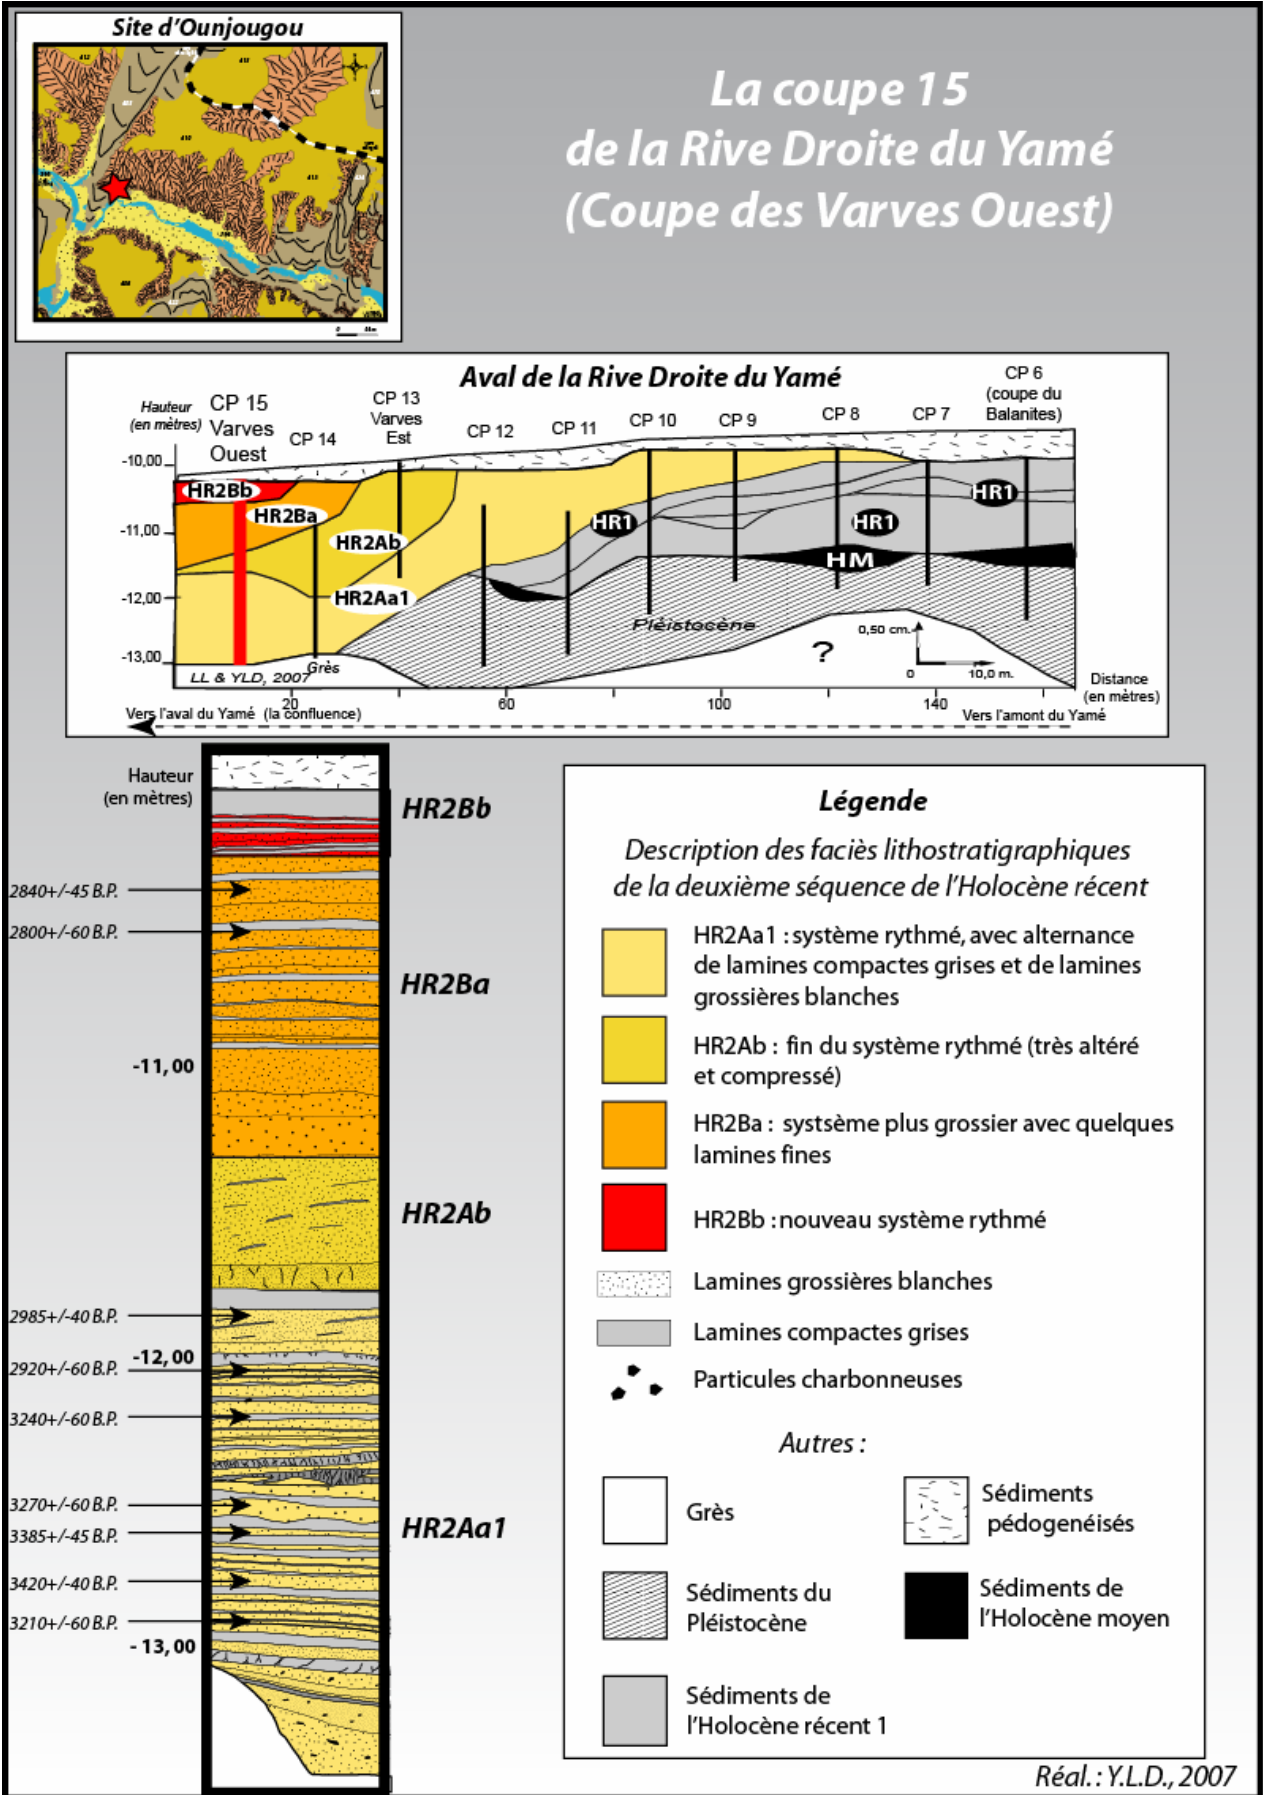 Site d'Ounjougou
La coupe 15
de la Rive Droite du Yamé
(Coupe des Varves Ouest)
Aval de la Rive Droite du Yamé
Hauteur
(en mètres)
CP 15
Varves
Ouest
CP 14
CP 13
Varves
Est
CP 12
CP 11
CP 10
CP 9
CP 8
CP 7
CP 6
(coupe du
Balanites)
-10,00
-11,00
-12,00
-13,00
HR2Bb
HR2Ba
HR2Ab
HR2Aa1
HR1
HR1
HR1
HM
Pléistocène
?
0,50 cm.
0
10,0 m.
Grès
LL & YLD, 2007
20
60
100
140
Distance
(en mètres)
Vers l'aval du Yamé (la confluence)
Vers l'amont du Yamé
Hauteur
(en mètres)
HR2Bb
2840+/-45 B.P.
2800+/-60 B.P.
HR2Ba
-11,00
HR2Ab
2985+/-40 B.P.
-12,00
2920+/-60 B.P.
3240+/-60 B.P.
3270+/-60 B.P.
3385+/-45 B.P.
HR2Aa1
3420+/-40 B.P.
3210+/-60 B.P.
- 13,00
Légende
Description des faciès lithostratigraphiques
de la deuxième séquence de l'Holocène récent
HR2Aa1 : système rythmé, avec alternance
de lamines compactes grises et de lamines
grossières blanches
HR2Ab : fin du système rythmé (très altéré
et compressé)
HR2Ba : systsème plus grossier avec quelques
lamines fines
HR2Bb : nouveau système rythmé
Lamines grossières blanches
Lamines compactes grises
Particules charbonneuses
Autres :
Grès
Sédiments
pédogenéisés
Sédiments du
Pléistocène
Sédiments de
l'Holocène moyen
Sédiments de
l'Holocène récent 1
Réal. : Y.L.D., 2007